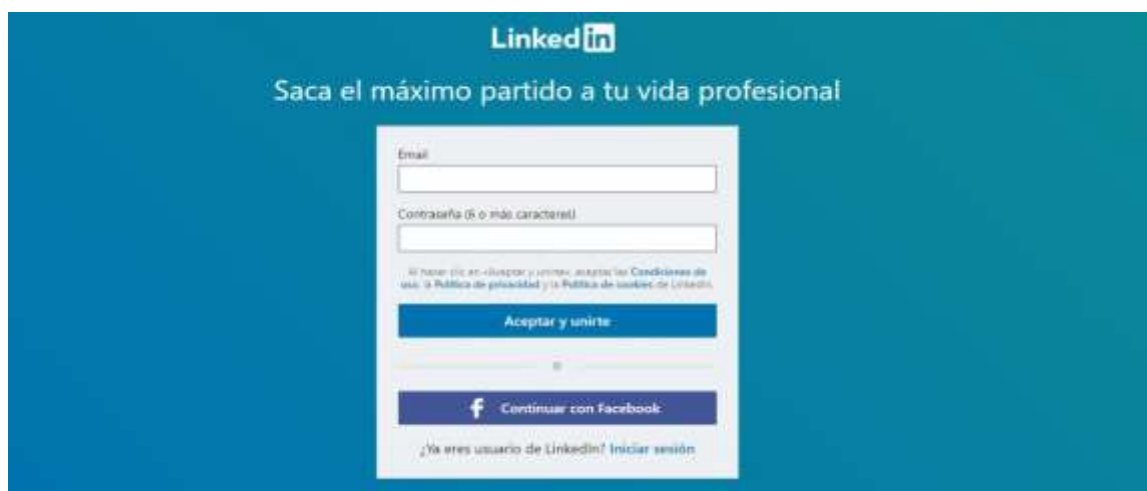 Linked in
Saca el máximo partido a tu vida profesional
Email
Contraseña (6 o más caracteres)
Al hacer clic en «Aceptar y unirte», aceptas las Condiciones de
uso, la Política de privacidad y la Política de cookies de LinkedIn.
Aceptar y unirte
o
f Continuar con Facebook
¿Ya eres usuario de LinkedIn? Iniciar sesión